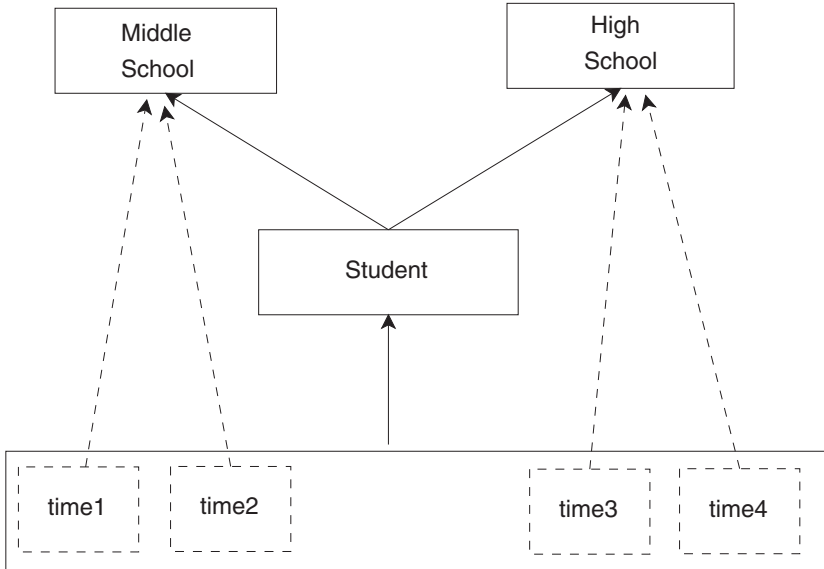 Middle
School
High
School
Student
time1
time2
time3
time4